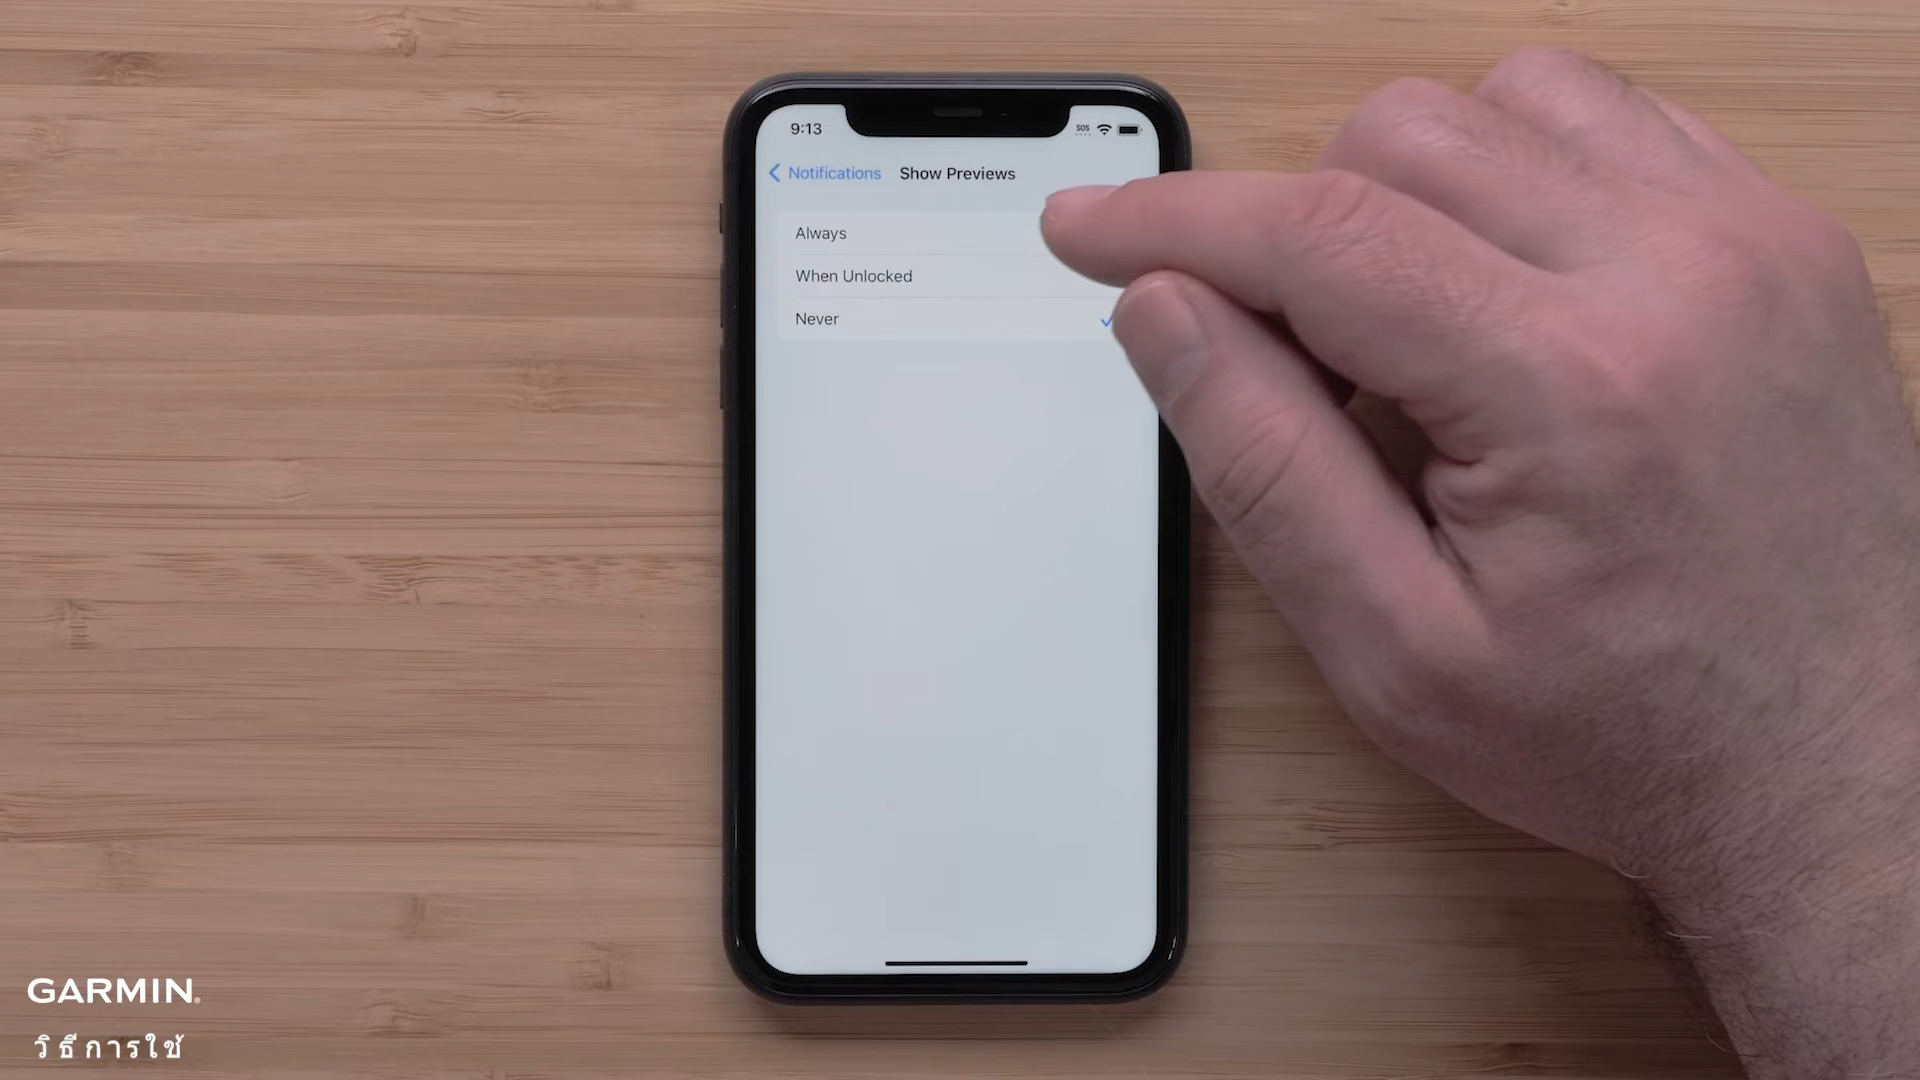 9:13
SOS
Notifications
Show Previews
Always
When Unlocked
Never
GARMIN
วิธีการใช้